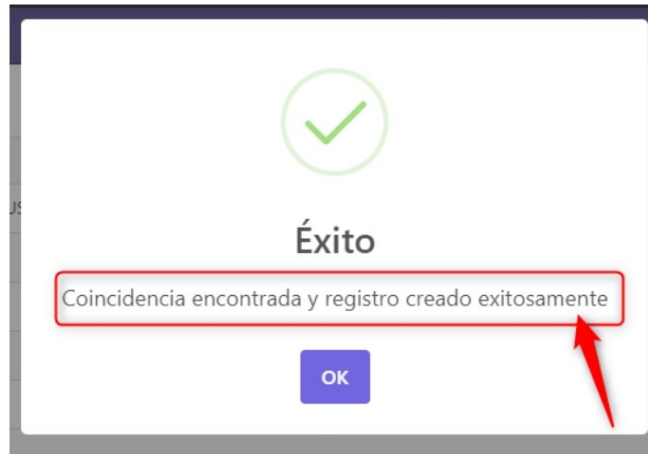 Éxito
Coincidencia encontrada y registro creado exitosamente
OK